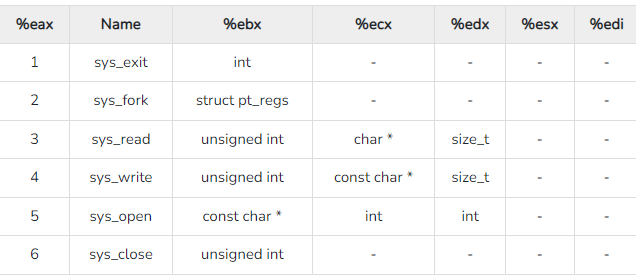 %eax Name %ebx %ecx %edx %esx %edi
1 sys_exit int - - - -
2 sys_fork struct pt_regs - - - -
3 sys_read unsigned int char * size_t - -
4 sys_write unsigned int const char * size_t - -
5 sys_open const char * int int - -
6 sys_close unsigned int - - - -